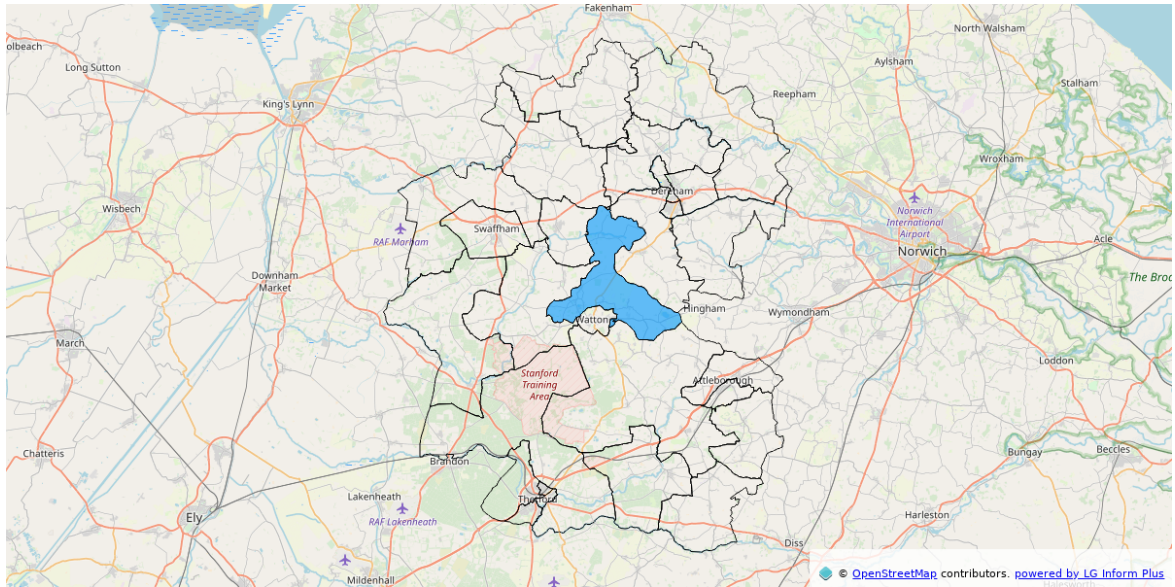 Fakenham
North Walsham
olbeach
Long Sutton
Aylsham
Stalham
Reepham
King's Lynn
Wroxham
Dereham
Wisbech
Norwich
International
Airport
Swaffham
RAF Marham
Acle
Norwich
Downham
Market
The Broa
Hingham
Wymondham
Watton
March
Loddon
Stanford
Training
Area
Attleborough
Chatteris
Brandon
Bungay
Beccles
Lakenheath
Thetford
RAF Lakenheath
Ely
Harleston
Diss
Mildenhall
© OpenStreetMap contributors. powered by LG Inform Plus